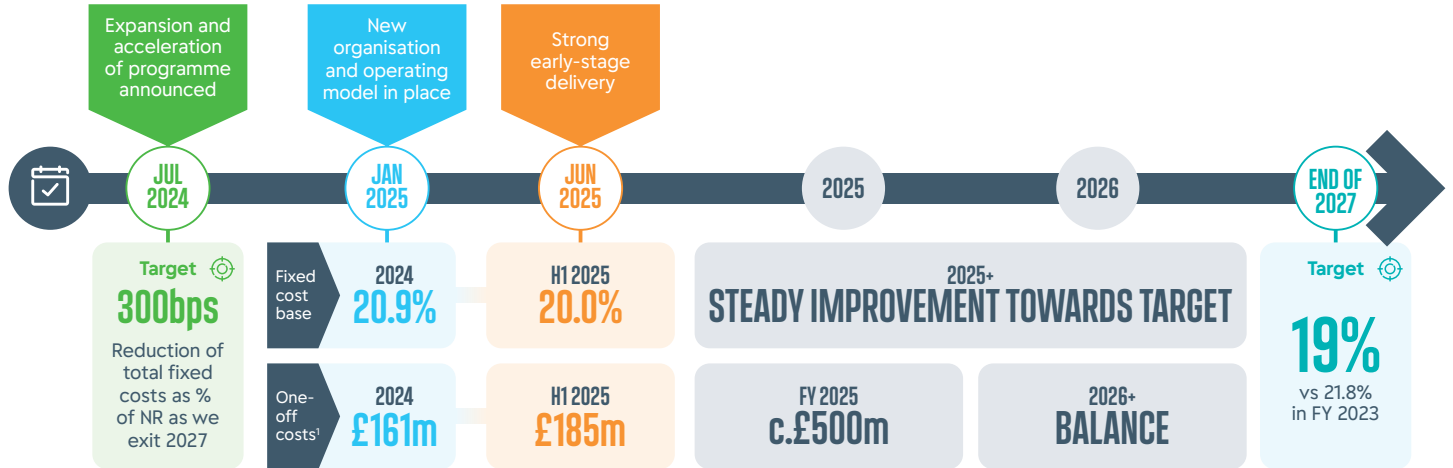 Expansion and
acceleration
of programme
announced
New
organisation
and operating
model in place
Strong
early-stage
delivery
JUL
2024
JAN
2025
JUN
2025
2025
2026
END OF
2027
Target
300bps
Reduction of
total fixed
costs as %
of NR as we
exit 2027
Fixed
cost
base
2024
20.9%
H1 2025
20.0%
2025+
STEADY IMPROVEMENT TOWARDS TARGET
One-
off
costs¹
2024
£161m
H1 2025
£185m
FY 2025
c.£500m
2026+
BALANCE
Target
19%
vs 21.8%
in FY 2023